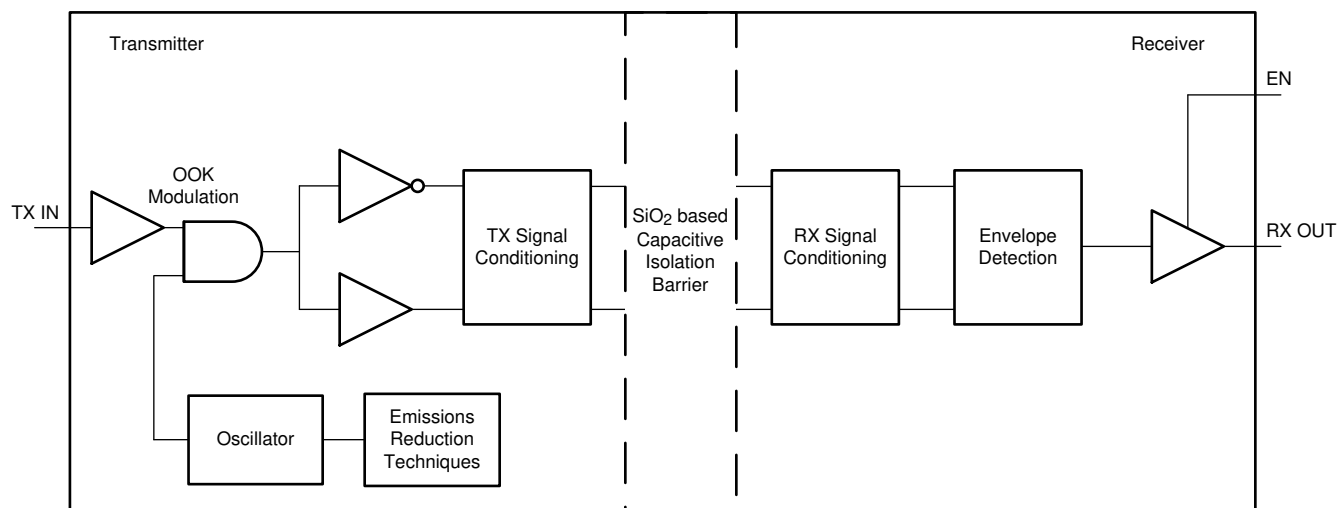 Transmitter
Receiver
EN
OOK
Modulation
TX IN
TX Signal
Conditioning
SiO2 based
Capacitive
Isolation
Barrier
RX Signal
Conditioning
Envelope
Detection
RX OUT
Oscillator
Emissions
Reduction
Techniques